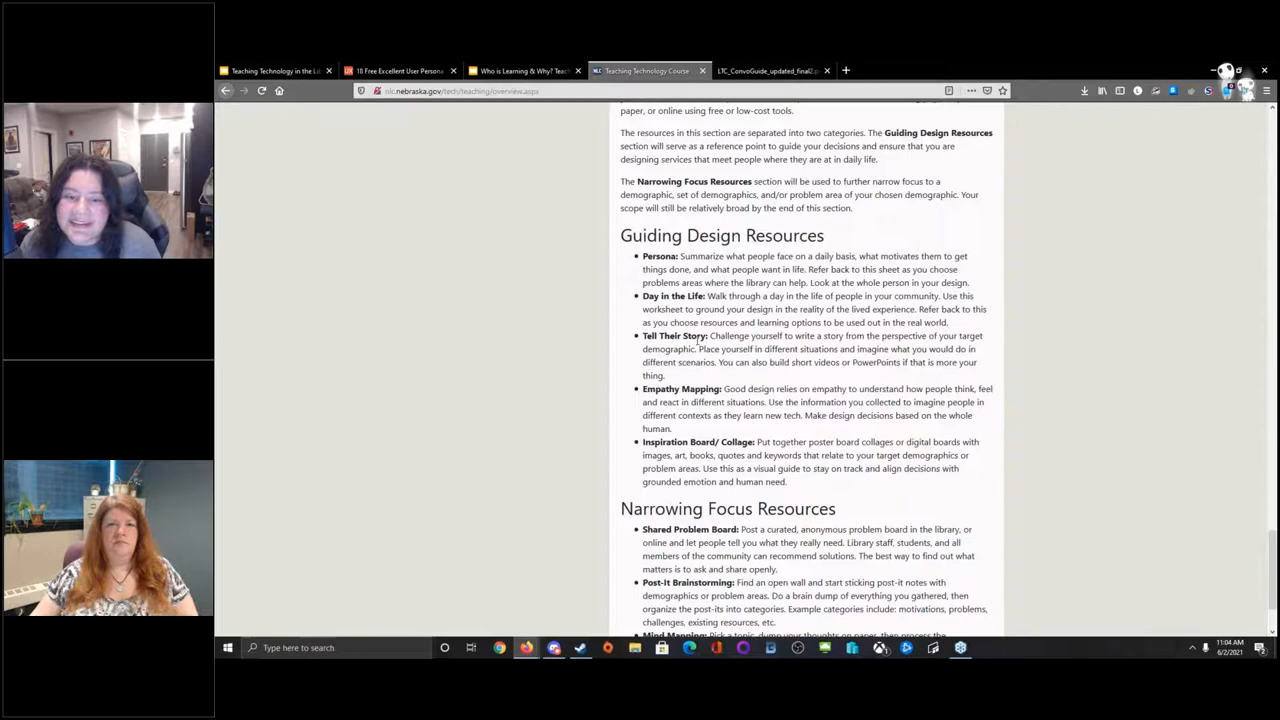 Teaching Technology in the Lib
18 Free Excellent User Persona
Who is Learning & Why? Teach
NLC Teaching Technology Course
LTC_ConvoGuide_updated_final2.p
nlc.nebraska.gov/tech/teaching/overview.aspx
paper, or online using free or low-cost tools.
The resources in this section are separated into two categories. The Guiding Design Resources
section will serve as a reference point to guide your decisions and ensure that you are
designing services that meet people where they are at in daily life.
The Narrowing Focus Resources section will be used to further narrow focus to a
demographic, set of demographics, and/or problem area of your chosen demographic. Your
scope will still be relatively broad by the end of this section.
Guiding Design Resources
• Persona: Summarize what people face on a daily basis, what motivates them to get
things done, and what people want in life. Refer back to this sheet as you choose
problems areas where the library can help. Look at the whole person in your design.
• Day in the Life: Walk through a day in the life of people in your community. Use this
worksheet to ground your design in the reality of the lived experience. Refer back to this
as you choose resources and learning options to be used out in the real world.
• Tell Their Story: Challenge yourself to write a story from the perspective of your target
demographic. Place yourself in different situations and imagine what you would do in
different scenarios. You can also build short videos or PowerPoints if that is more your
thing.
• Empathy Mapping: Good design relies on empathy to understand how people think, feel
and react in different situations. Use the information you collected to imagine people in
different contexts as they learn new tech. Make design decisions based on the whole
human.
• Inspiration Board/ Collage: Put together poster board collages or digital boards with
images, art, books, quotes and keywords that relate to your target demographics or
problem areas. Use this as a visual guide to stay on track and align decisions with
grounded emotion and human need.
Narrowing Focus Resources
• Shared Problem Board: Post a curated, anonymous problem board in the library, or
online and let people tell you what they really need. Library staff, students, and all
members of the community can recommend solutions. The best way to find out what
matters is to ask and share openly.
• Post-It Brainstorming: Find an open wall and start sticking post-it notes with
demographics or problem areas. Do a brain dump of everything you gathered, then
organize the post-its into categories. Example categories include: motivations, problems,
challenges, existing resources, etc.
• Mind Mapping: Pick a topic, dump your thoughts on paper, then process the
Type here to search
11:04 AM
6/2/2021